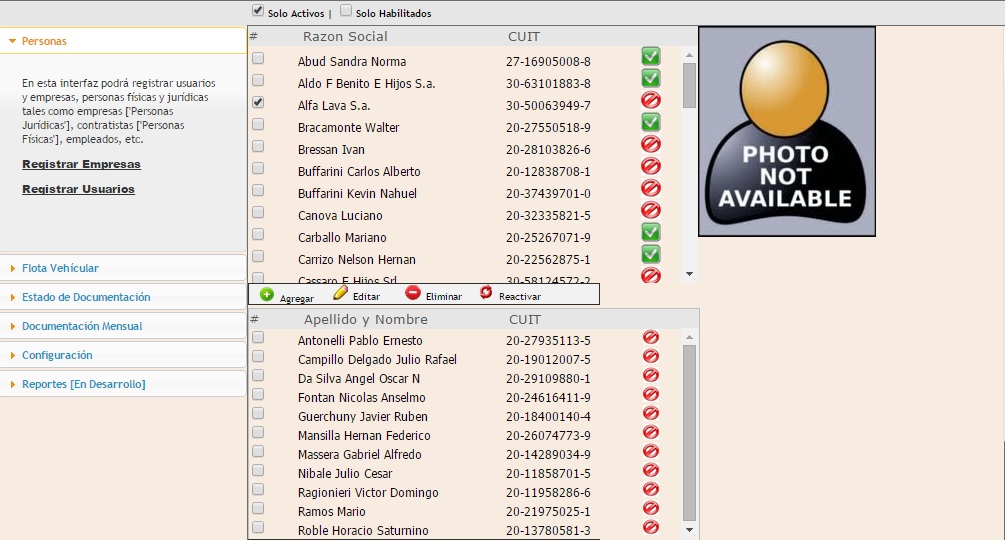 Solo Activos | Solo Habilitados
Personas
En esta interfaz podrá registrar usuarios
y empresas, personas físicas y jurídicas
tales como empresas ['Personas
Jurídicas'], contratistas ['Personas
Físicas'], empleados, etc.
Registrar Empresas
Registrar Usuarios
Flota Vehícular
Estado de Documentación
Documentación Mensual
Configuración
Reportes [En Desarrollo]
# Razon Social CUIT
Abud Sandra Norma 27-16905008-8
Aldo F Benito E Hijos S.a. 30-63101883-8
Alfa Lava S.a. 30-50063949-7
Bracamonte Walter 20-27550518-9
Bressan Ivan 20-28103826-6
Buffarini Carlos Alberto 20-12838708-1
Buffarini Kevin Nahuel 20-37439701-0
Canova Luciano 20-32335821-5
Carballo Mariano 20-25267071-9
Carrizo Nelson Hernan 20-22562875-1
Cassaro E Hijos Srl 30-58124572-2
Agregar Editar Eliminar Reactivar
# Apellido y Nombre CUIT
Antonelli Pablo Ernesto 20-27935113-5
Campillo Delgado Julio Rafael 20-19012007-5
Da Silva Angel Oscar N 20-29109880-1
Fontan Nicolas Anselmo 20-24616411-9
Guerchuny Javier Ruben 20-18400140-4
Mansilla Hernan Federico 20-26074773-9
Massera Gabriel Alfredo 20-14289034-9
Nibale Julio Cesar 20-11858701-5
Ragionieri Victor Domingo 20-11958286-6
Ramos Mario 20-21975025-1
Roble Horacio Saturnino 20-13780581-3
PHOTO
NOT
AVAILABLE